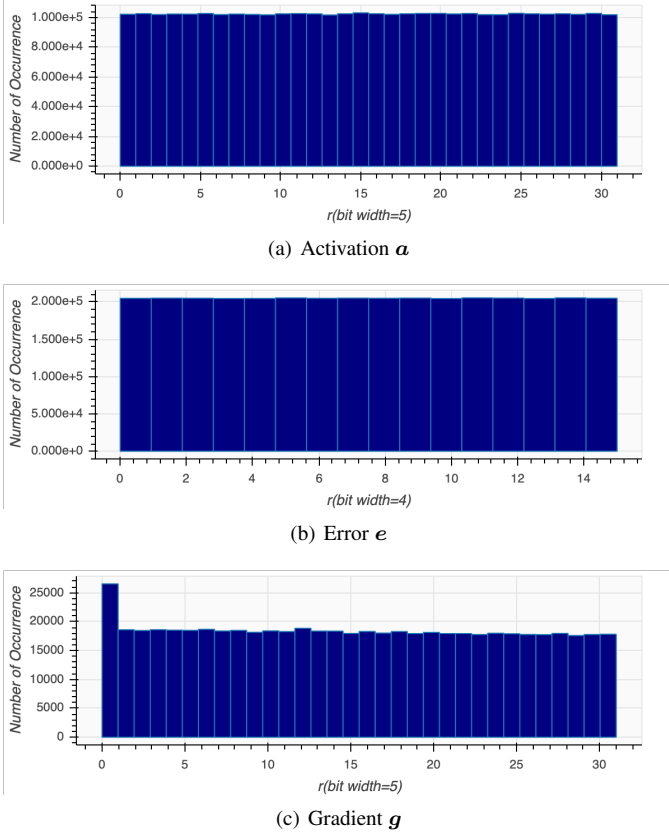 Number of Occurrence
1.000e+5
8.000e+4
6.000e+4
4.000e+4
2.000e+4
0.000e+0
0 5 10 15 20 25 30
r(bit width=5)
(a) Activation a
Number of Occurrence
2.000e+5
1.500e+5
1.000e+5
5.000e+4
0.000e+0
0 2 4 6 8 10 12 14
r(bit width=4)
(b) Error e
Number of Occurrence
25000
20000
15000
10000
5000
0
0 5 10 15 20 25 30
r(bit width=5)
(c) Gradient g